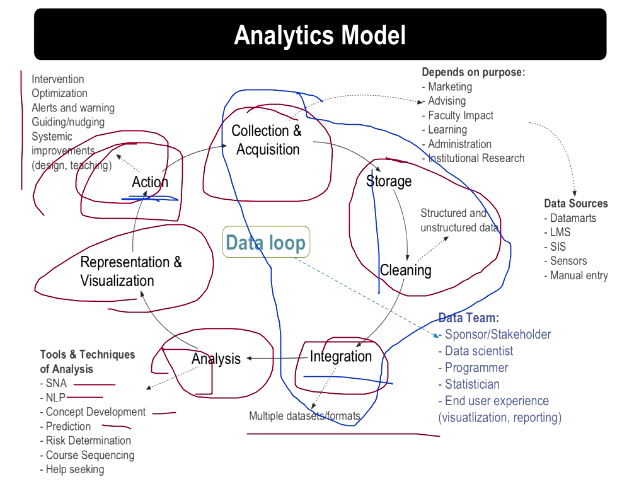 Analytics Model
Intervention
Optimization
Alerts and warning
Guiding/nudging
Systemic
improvements
(design, teaching)
Collection &
Acquisition
Depends on purpose:
- Marketing
- Advising
- Faculty Impact
- Learning
- Administration
- Institutional Research
Action
Storage
Structured and
unstructured data
Data Sources
- Datamarts
- LMS
- SIS
- Sensors
- Manual entry
Data loop
Representation &
Visualization
Cleaning
Data Team:
- Sponsor/Stakeholder
- Data scientist
- Programmer
- Statistician
- End user experience
(visuatlization, reporting)
Analysis
Integration
Multiple datasets/formats
Tools & Techniques
of Analysis
- SNA
- NLP
- Concept Development
- Prediction
- Risk Determination
- Course Sequencing
- Help seeking